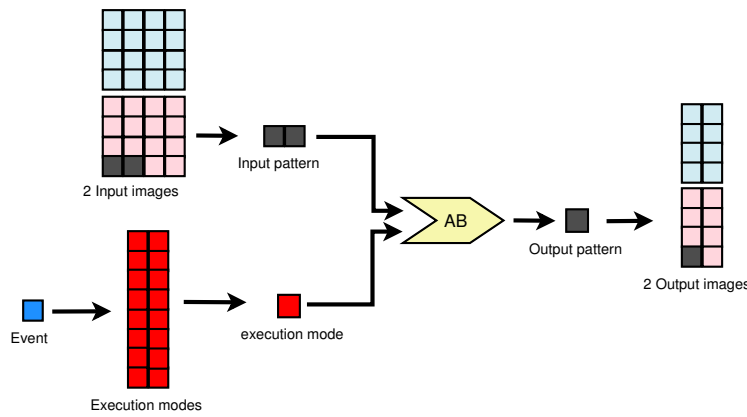 Input pattern
2 Input images
AB
Output pattern
2 Output images
Event
execution mode
Execution modes